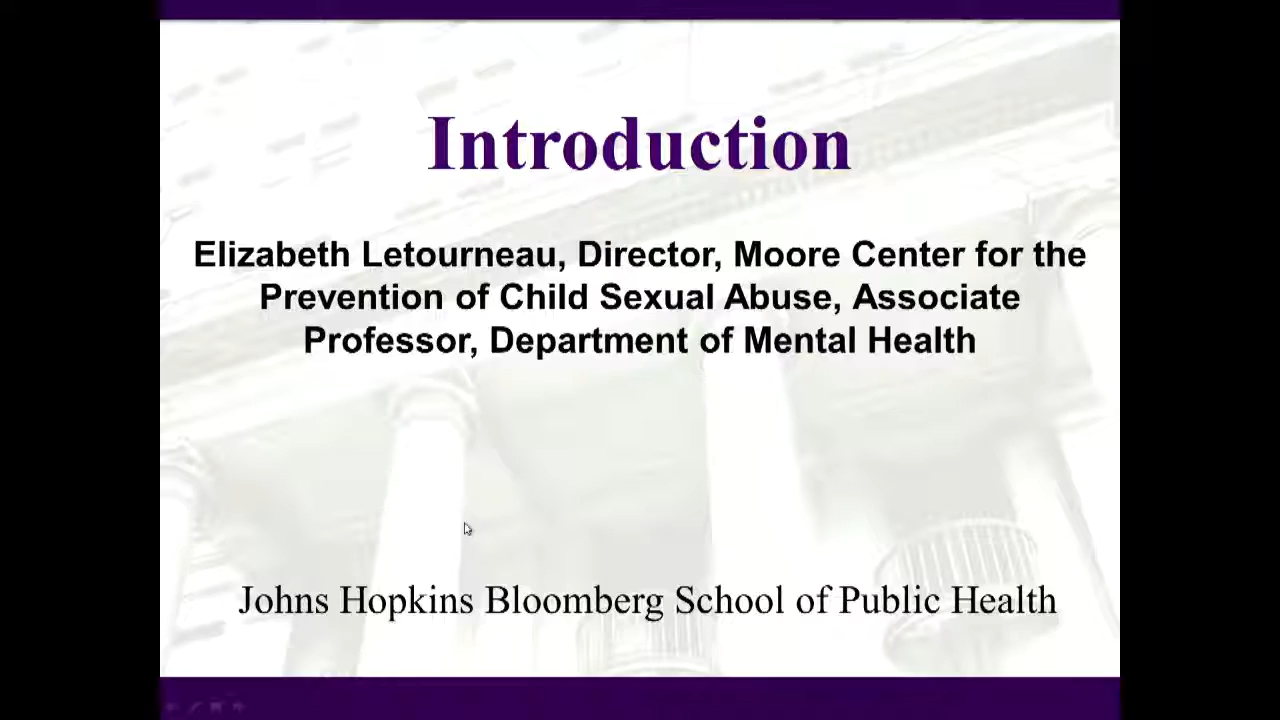 Introduction
Elizabeth Letourneau, Director, Moore Center for the
Prevention of Child Sexual Abuse, Associate
Professor, Department of Mental Health
Johns Hopkins Bloomberg School of Public Health